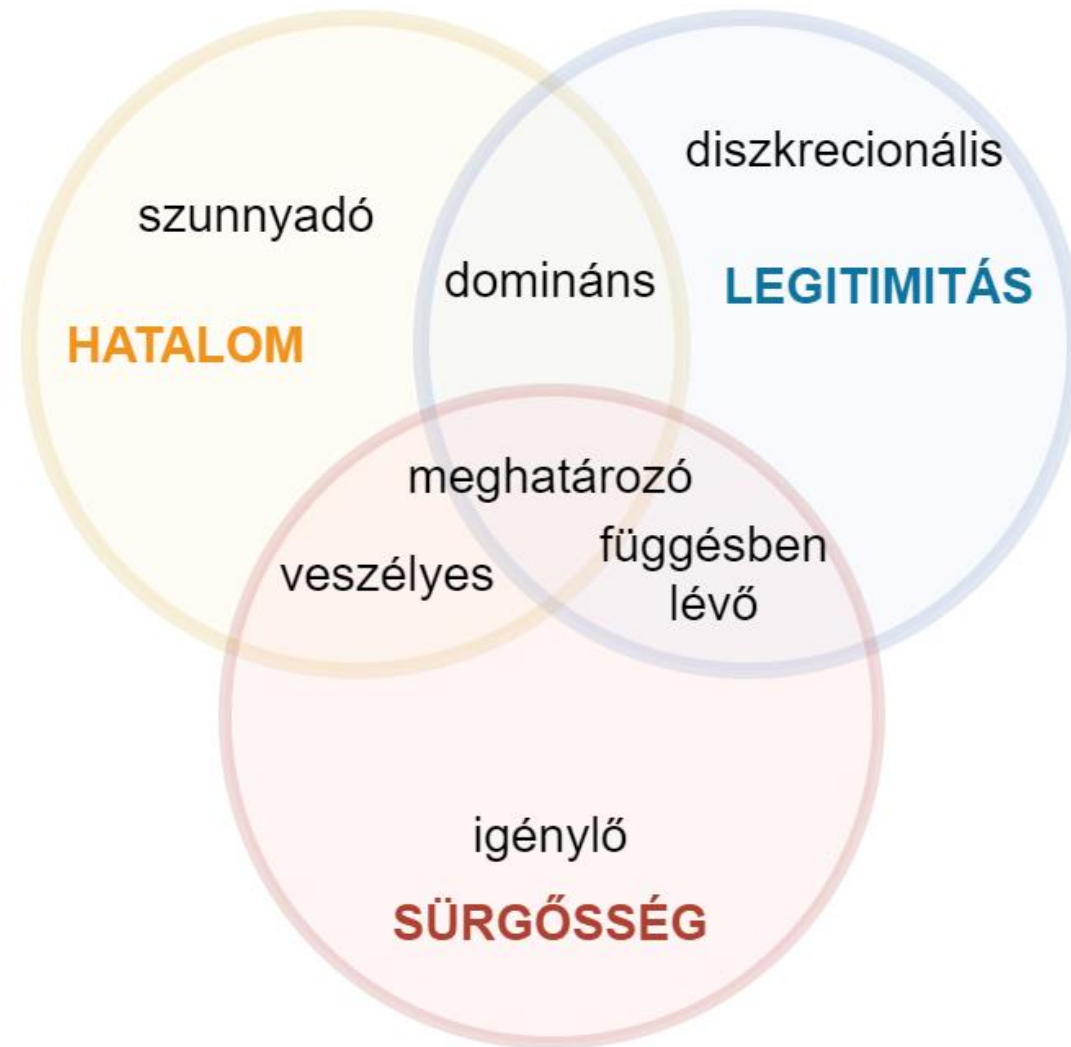 diszkrecionális
szunnyadó
domináns
LEGITIMITÁS
HATALOM
meghatározó
veszélyes
függésben
lévő
igénylő
SÜRGŐSSÉG